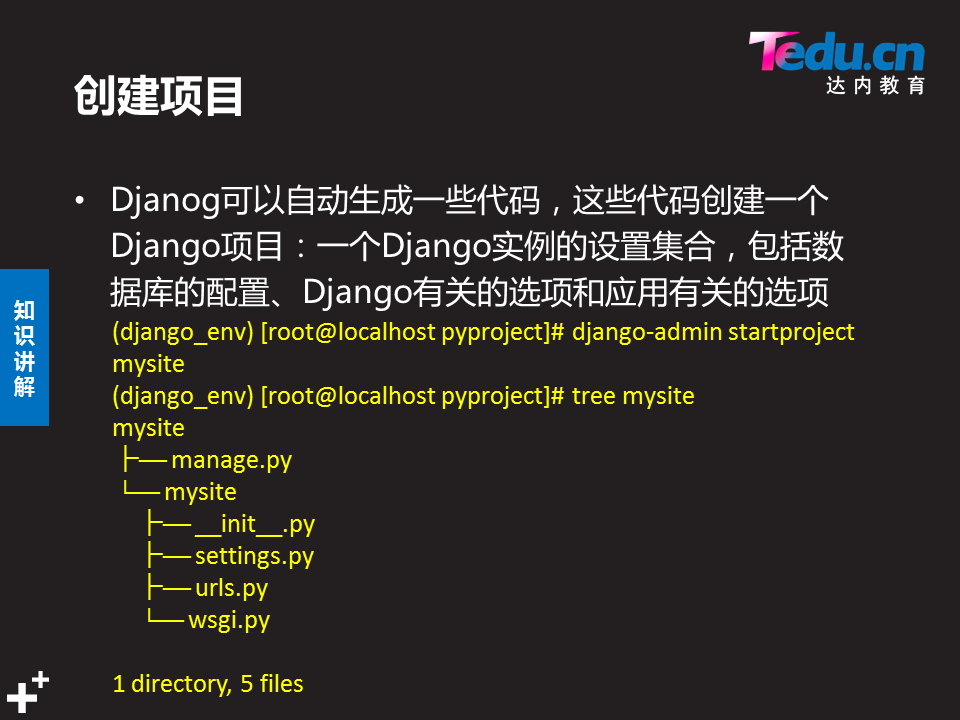 Tedu.cn
达内教育
创建项目
• Djanog可以自动生成一些代码，这些代码创建一个
Django项目：一个Django实例的设置集合，包括数
据库的配置、Django有关的选项和应用有关的选项
(django_env) [root@localhost pyproject]# django-admin startproject
mysite
(django_env) [root@localhost pyproject]# tree mysite
mysite
├── manage.py
└── mysite
├── __init__.py
├── settings.py
├── urls.py
└── wsgi.py
1 directory, 5 files
知
识
讲
解